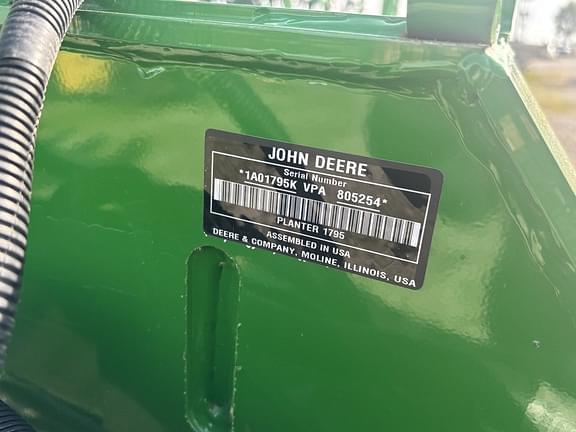 JOHN DEERE
Serial Number
*1A01795K VPA 805254*
PLANTER 1795
ASSEMBLED IN USA
DEERE & COMPANY, MOLINE, ILLINOIS, USA